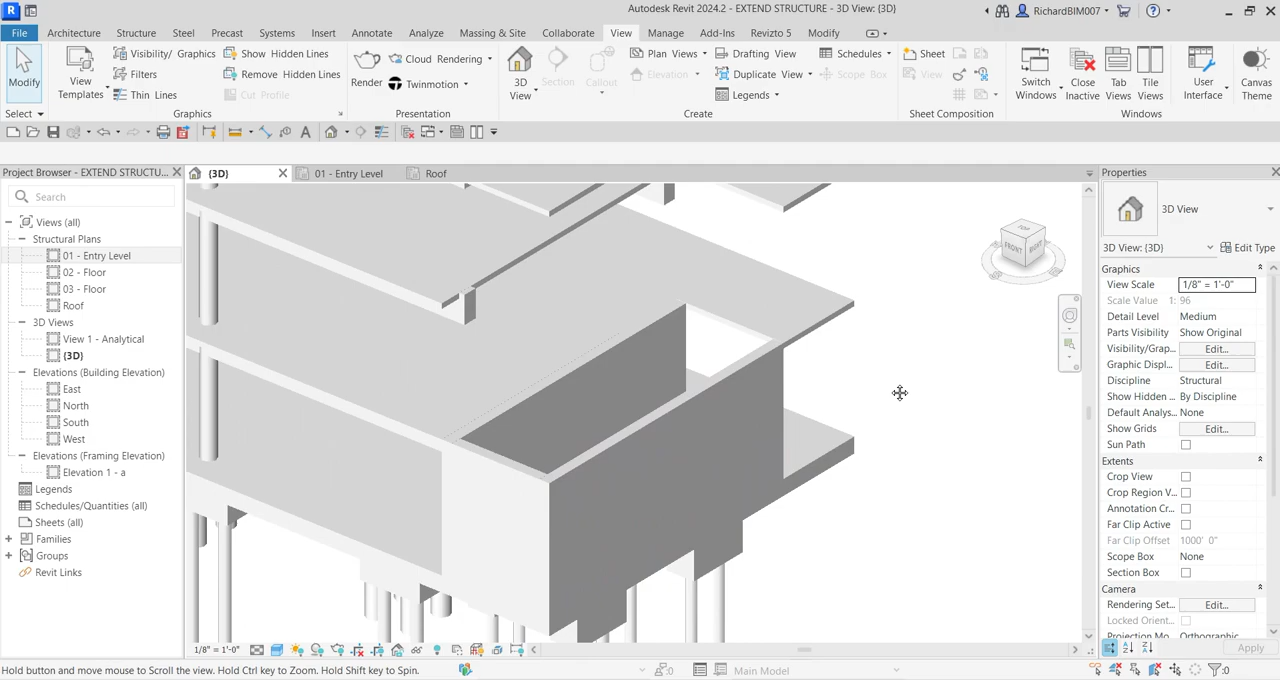 Autodesk Revit 2024.2 - EXTEND STRUCTURE - 3D View: {3D}
RichardBIM007
File Architecture Structure Steel Precast Systems Insert Annotate Analyze Massing & Site Collaborate View Manage Add-Ins Revizto 5 Modify
Modify
View Templates
Visibility/ Graphics
Filters
Thin Lines
Show Hidden Lines
Remove Hidden Lines
Cut Profile
Render
Cloud Rendering
Twinmotion
3D View
Section
Callout
Plan Views
Elevation
Drafting View
Duplicate View
Legends
Schedules
Scope Box
Sheet
View
Switch Windows
Close Inactive
Tab Views
Tile Views
User Interface
Canvas Theme
Select Graphics Presentation Create Sheet Composition Windows
Project Browser - EXTEND STRUCTU...
{3D} 01 - Entry Level Roof
Properties
Search
Views (all)
Structural Plans
01 - Entry Level
02 - Floor
03 - Floor
Roof
3D Views
View 1 - Analytical
{3D}
Elevations (Building Elevation)
East
North
South
West
Elevations (Framing Elevation)
Elevation 1 - a
Legends
Schedules/Quantities (all)
Sheets (all)
Families
Groups
Revit Links
TOP
FRONT
RIGHT
3D View
3D View: {3D} Edit Type
Graphics
View Scale 1/8" = 1'-0"
Scale Value 1: 96
Detail Level Medium
Parts Visibility Show Original
Visibility/Grap... Edit...
Graphic Displ... Edit...
Discipline Structural
Show Hidden ... By Discipline
Default Analys... None
Show Grids Edit...
Sun Path
Extents
Crop View
Crop Region V...
Annotation Cr...
Far Clip Active
Far Clip Offset 1000' 0"
Scope Box None
Section Box
Camera
Rendering Set... Edit...
Locked Orient...
Projection Mo... Orthographic
Apply
1/8" = 1'-0"
Hold button and move mouse to Scroll the view. Hold Ctrl key to Zoom. Hold Shift key to Spin.
:0
Main Model
:0